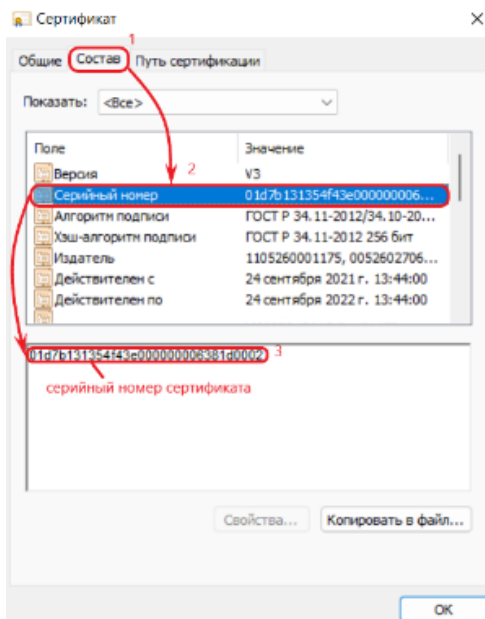 Сертификат
1
Общие Состав Путь сертификации
Показать: <Все>
Поле Значение
Версия V3
2
Серийный номер 01d7b131354f43e000000006...
Алгоритм подписи ГОСТ Р 34.11-2012/34.10-20...
Хэш-алгоритм подписи ГОСТ Р 34.11-2012 256 бит
Издатель 1105260001175, 0052602706...
Действителен с 24 сентября 2021 г. 13:44:00
Действителен по 24 сентября 2022 г. 13:44:00
01d7b131354f43e000000006381d0002 3
серийный номер сертификата
Свойства... Копировать в файл...
ОК